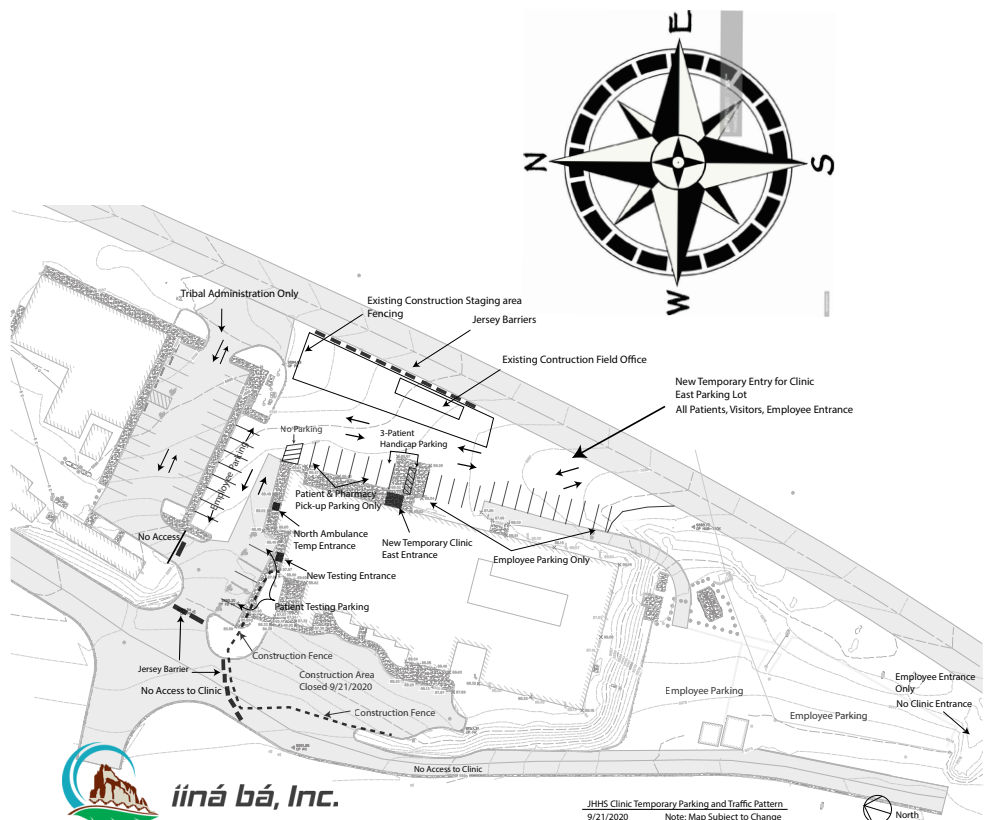 E
N
S
W
Tribal Administration Only
Existing Construction Staging area
Fencing
Jersey Barriers
Existing Contruction Field Office
New Temporary Entry for Clinic
East Parking Lot
All Patients, Visitors, Employee Entrance
No Parking
3-Patient
Handicap Parking
Employee Parking
Patient & Pharmacy
Pick-up Parking Only
No Access
North Ambulance
Temp Entrance
New Temporary Clinic
East Entrance
Employee Parking Only
New Testing Entrance
Patient Testing Parking
Construction Fence
Jersey Barrier
Construction Area
Closed 9/21/2020
No Access to Clinic
Construction Fence
Employee Parking
Employee Parking
Employee Entrance
Only
No Clinic Entrance
No Access to Clinic
iiná bá, Inc.
JHHS Clinic Temporary Parking and Traffic Pattern
9/21/2020 Note: Map Subject to Change
North